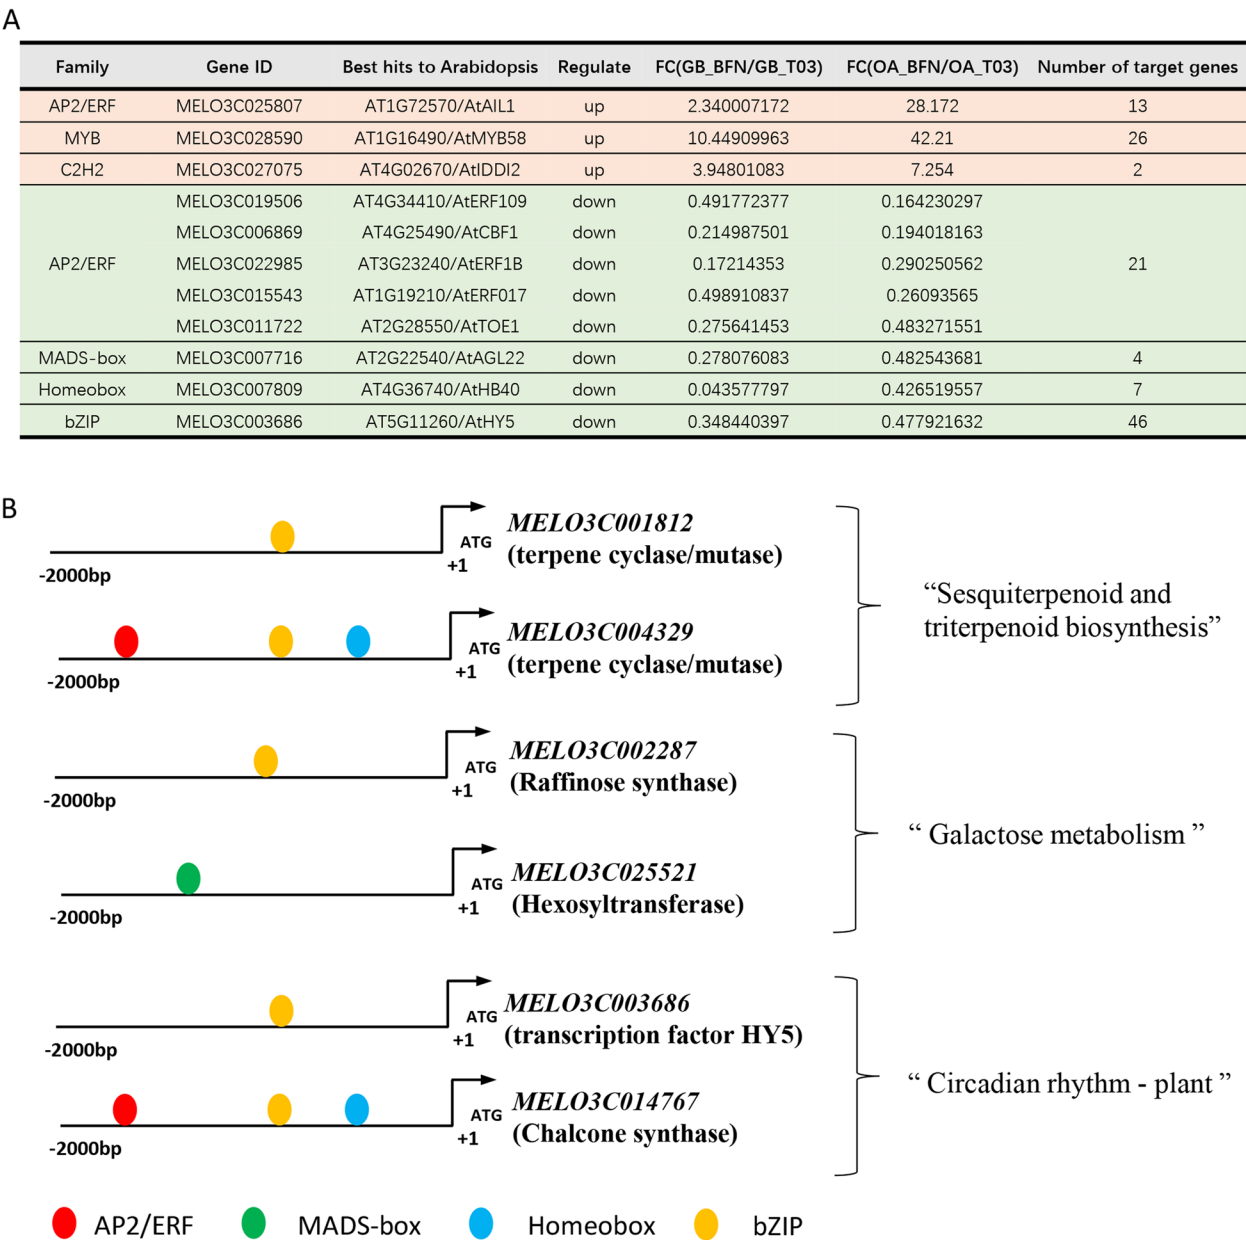 A
Family Gene ID Best hits to Arabidopsis Regulate FC(GB_BFN/GB_T03) FC(OA_BFN/OA_T03) Number of target genes
AP2/ERF MELO3C025807 AT1G72570/AtAIL1 up 2.340007172 28.172 13
MYB MELO3C028590 AT1G16490/AtMYB58 up 10.44909963 42.21 26
C2H2 MELO3C027075 AT4G02670/AtIDDI2 up 3.94801083 7.254 2
MELO3C019506 AT4G34410/AtERF109 down 0.491772377 0.164230297
MELO3C006869 AT4G25490/AtCBF1 down 0.214987501 0.194018163
AP2/ERF MELO3C022985 AT3G23240/AtERF1B down 0.17214353 0.290250562 21
MELO3C015543 AT1G19210/AtERF017 down 0.498910837 0.26093565
MELO3C011722 AT2G28550/AtTOE1 down 0.275641453 0.483271551
MADS-box MELO3C007716 AT2G22540/AtAGL22 down 0.278076083 0.482543681 4
Homeobox MELO3C007809 AT4G36740/AtHB40 down 0.043577797 0.426519557 7
bZIP MELO3C003686 AT5G11260/AtHY5 down 0.348440397 0.477921632 46
B
-2000bp
+1
ATG
MELO3C001812
(terpene cyclase/mutase)
-2000bp
+1
ATG
MELO3C004329
(terpene cyclase/mutase)
“Sesquiterpenoid and
triterpenoid biosynthesis”
-2000bp
+1
ATG
MELO3C002287
(Raffinose synthase)
-2000bp
+1
ATG
MELO3C025521
(Hexosyltransferase)
“ Galactose metabolism ”
-2000bp
+1
ATG
MELO3C003686
(transcription factor HY5)
-2000bp
+1
ATG
MELO3C014767
(Chalcone synthase)
“ Circadian rhythm - plant ”
AP2/ERF MADS-box Homeobox bZIP